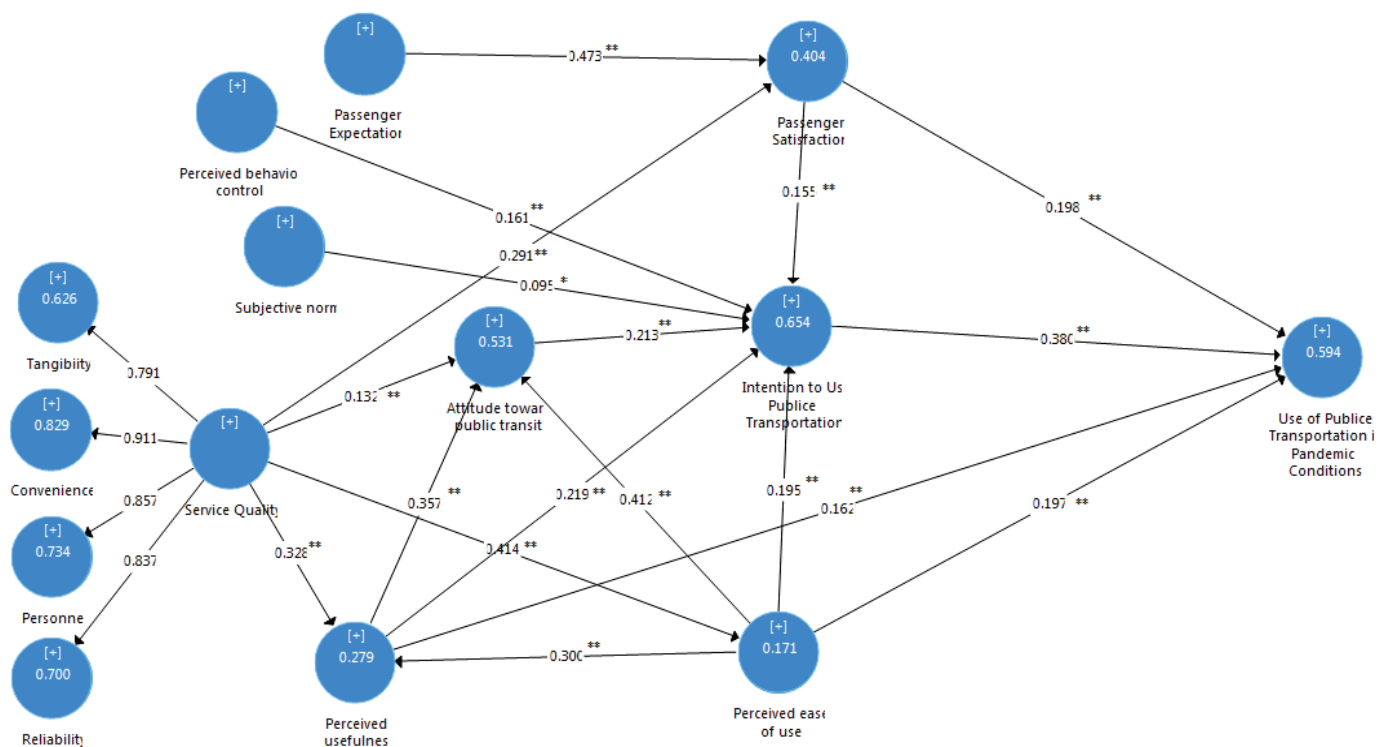 [+]
[+]
0.404
0.473 **
Passenger
Expectation
Passenger
Satisfaction
[+]
Perceived behavio
control
0.155 **
0.198 **
0.161 **
[+]
Subjective norm
0.291 **
0.095 *
[+]
0.626
Tangibiity
[+]
0.654
Intention to Us
Publice
Transportation
[+]
0.531
Attitude towar
public transit
0.213 **
0.380 **
[+]
0.594
Use of Publice
Transportation i
Pandemic
Conditions
0.791
0.132 **
[+]
0.829
Convenience
0.911
[+]
Service Quality
0.857
[+]
0.734
Personne
0.837
0.328 **
0.357 **
0.219 **
0.412 **
0.195 **
0.162 **
0.197 **
0.414 **
[+]
0.700
Reliability
[+]
0.279
Perceived
usefulnes
0.300 **
[+]
0.171
Perceived ease
of use